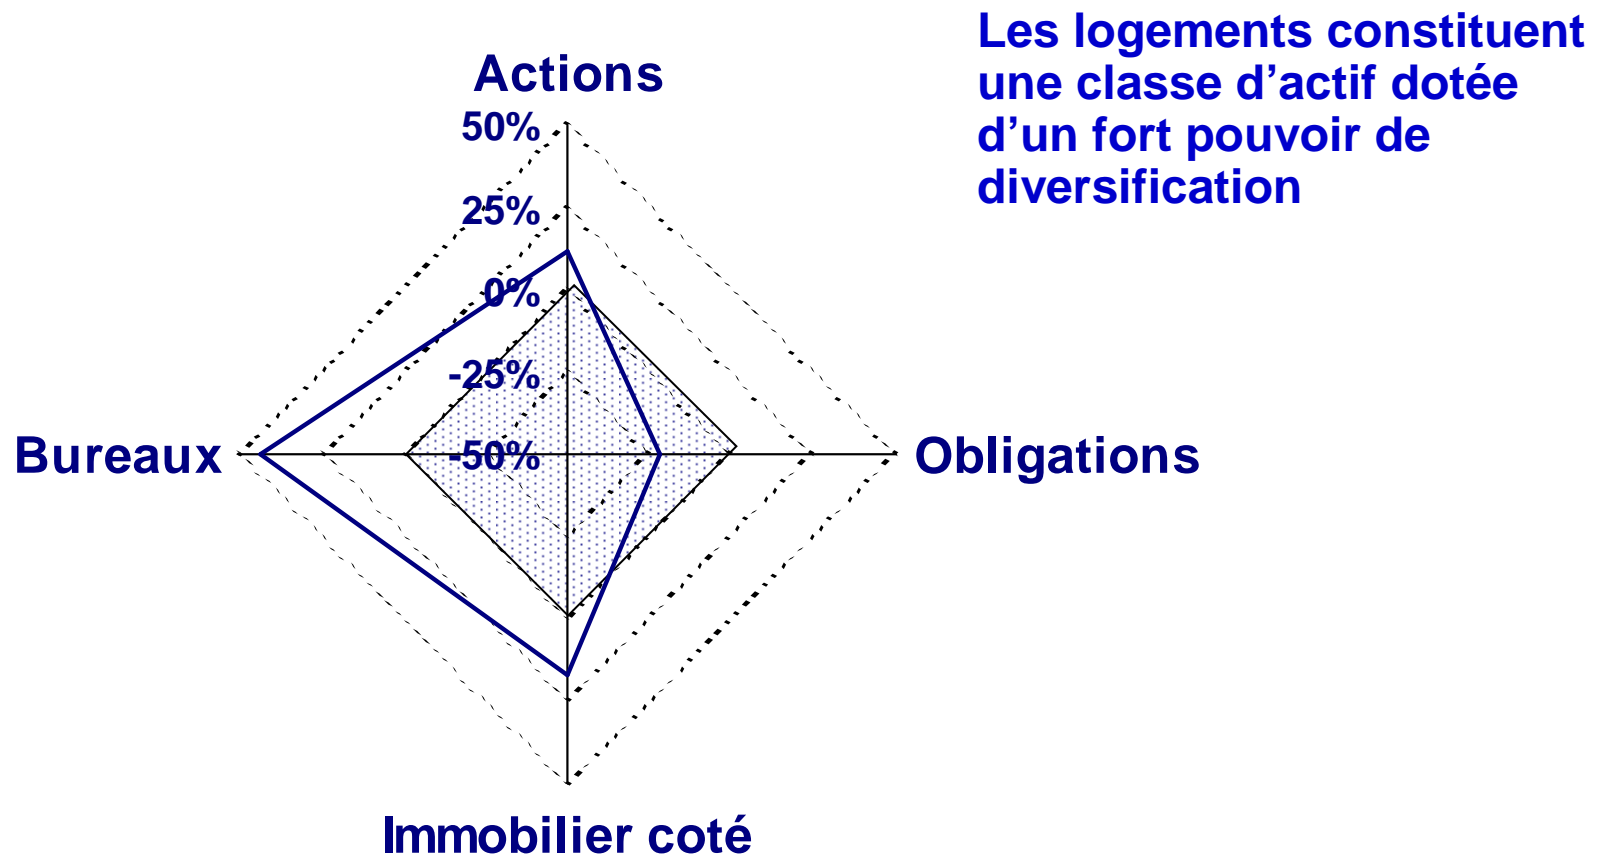 Les logements constituent
une classe d’actif dotée
d’un fort pouvoir de
diversification
Actions
50%
25%
0%
-25%
-50%
Bureaux
Obligations
Immobilier coté